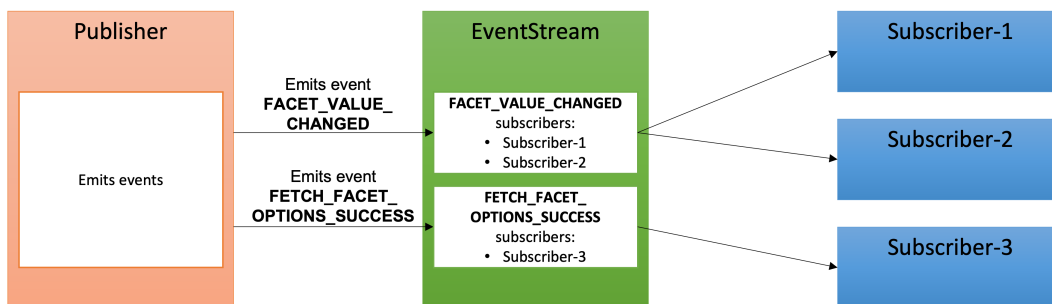 Publisher
Emits events
Emits event
FACET_VALUE_
CHANGED
Emits event
FETCH_FACET_
OPTIONS_SUCCESS
EventStream
FACET_VALUE_CHANGED
subscribers:
• Subscriber-1
• Subscriber-2
FETCH_FACET_
OPTIONS_SUCCESS
subscribers:
• Subscriber-3
Subscriber-1
Subscriber-2
Subscriber-3